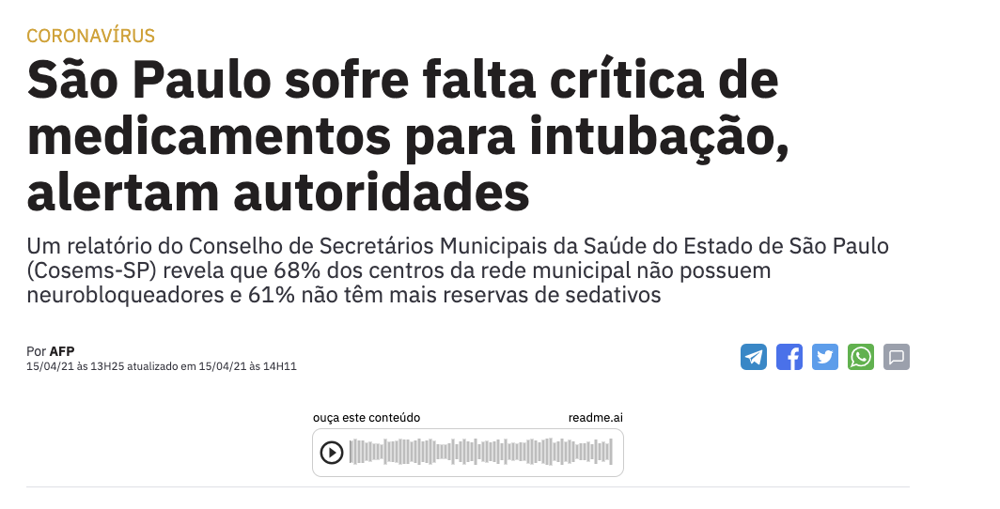 CORONAVÍRUS
São Paulo sofre falta crítica de
medicamentos para intubação,
alertam autoridades
Um relatório do Conselho de Secretários Municipais da Saúde do Estado de São Paulo
(Cosems-SP) revela que 68% dos centros da rede municipal não possuem
neurobloqueadores e 61% não têm mais reservas de sedativos
Por AFP
15/04/21 às 13H25 atualizado em 15/04/21 às 14H11
ouça este conteúdo readme.ai